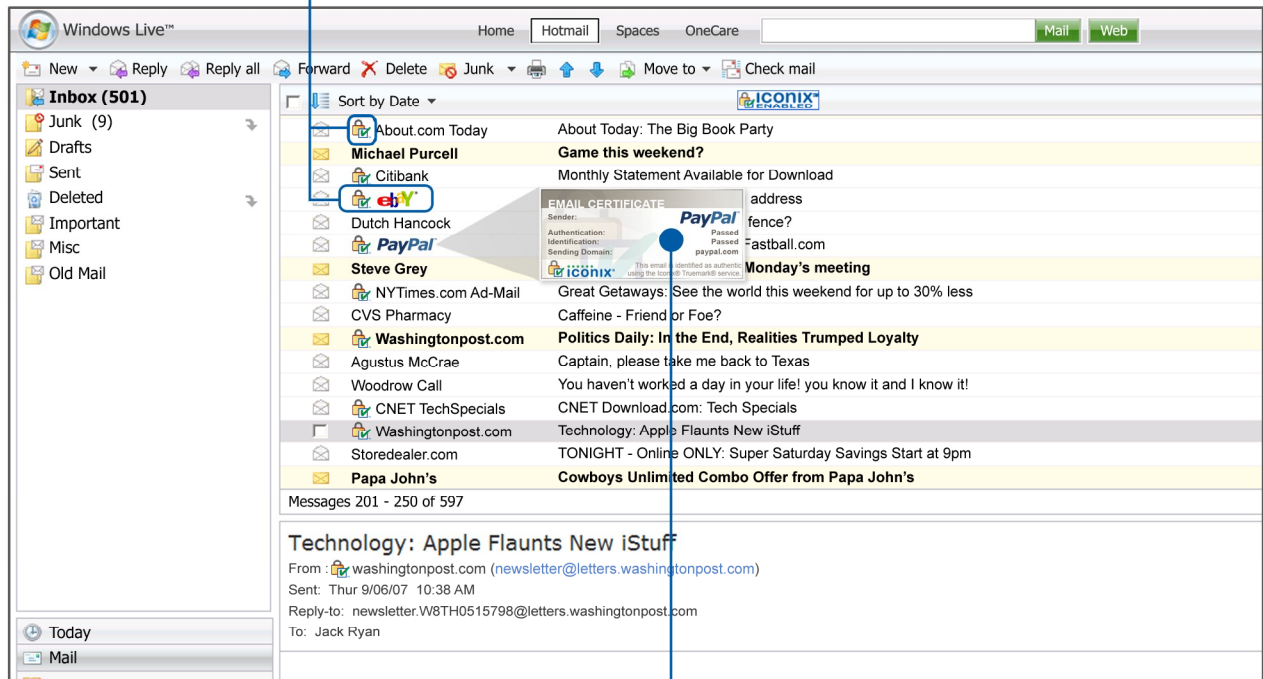 Windows Live™ Home Hotmail Spaces OneCare Mail Web
New Reply Reply all Forward Delete Junk Move to Check mail
Inbox (501)
Junk (9)
Drafts
Sent
Deleted
Important
Misc
Old Mail
Today
Mail
Sort by Date ICONIX™ ENABLED
About.com Today About Today: The Big Book Party
Michael Purcell Game this weekend?
Citibank Monthly Statement Available for Download
ebY™ address
Dutch Hancock fence?
PayPal™ Fastball.com
Steve Grey Monday's meeting
NYTimes.com Ad-Mail Great Getaways: See the world this weekend for up to 30% less
CVS Pharmacy Caffeine - Friend or Foe?
Washingtonpost.com Politics Daily: In the End, Realities Trumped Loyalty
Agustus McCrae Captain, please take me back to Texas
Woodrow Call You haven't worked a day in your life! you know it and I know it!
CNET TechSpecials CNET Download.com: Tech Specials
Washingtonpost.com Technology: Apple Flaunts New iStuff
Storedealer.com TONIGHT - Online ONLY: Super Saturday Savings Start at 9pm
Papa John's Cowboys Unlimited Combo Offer from Papa John's
EMAIL CERTIFICATE
Sender: PayPal™
Authentication: Passed
Identification: Passed
Sending Domain: paypal.com
iconix® This email is identified as authentic
using the Iconix® Truemark® service.
Messages 201 - 250 of 597
Technology: Apple Flaunts New iStuff
From : washingtonpost.com (newsletter@letters.washingtonpost.com)
Sent: Thur 9/06/07 10:38 AM
Reply-to: newsletter.W8TH0515798@letters.washingtonpost.com
To: Jack Ryan